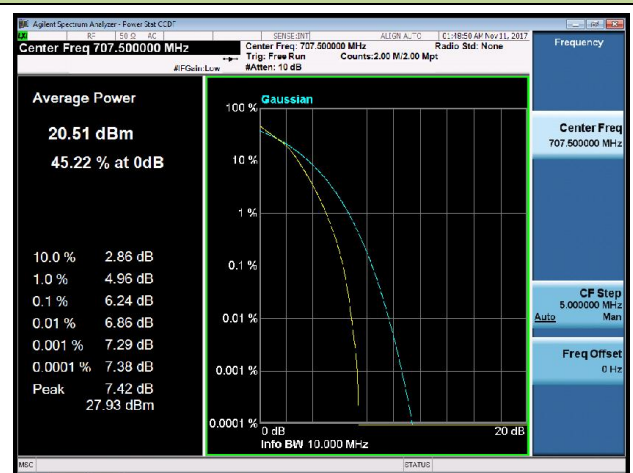 Agilent Spectrum Analyzer - Power Stat CCDF
RF 50 Ω AC SENSE:INT ALIGN AUTO 01:48:50 AM Nov 11, 2017
Center Freq 707.500000 MHz
Center Freq: 707.500000 MHz Radio Std: None
Trig: Free Run Counts:2.00 M/2.00 Mpt
#IFGain:Low #Atten: 10 dB
Frequency
Average Power
20.51 dBm
45.22 % at 0dB
10.0 % 2.86 dB
1.0 % 4.96 dB
0.1 % 6.24 dB
0.01 % 6.86 dB
0.001 % 7.29 dB
0.0001 % 7.38 dB
Peak 7.42 dB
27.93 dBm
Gaussian
100 %
10 %
1 %
0.1 %
0.01 %
0.001 %
0.0001 %
0 dB 20 dB
Info BW 10.000 MHz
Center Freq
707.500000 MHz
CF Step
5.000000 MHz
Auto Man
Freq Offset
0 Hz
MSG STATUS